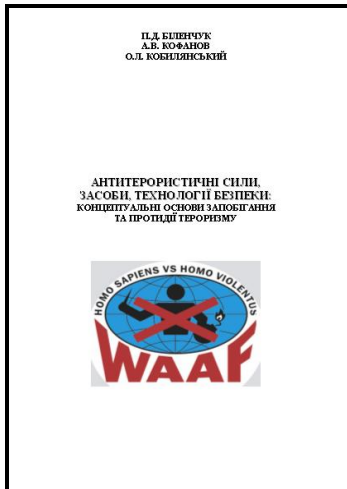 П.Д. БІЛЕНЧУК
А.В. КОФАНОВ
О.Л. КОБИЛЯНСЬКИЙ
АНТИТЕРОРИСТИЧНІ СИЛИ,
ЗАСОБИ, ТЕХНОЛОГІЇ БЕЗПЕКИ:
КОНЦЕПТУАЛЬНІ ОСНОВИ ЗАПОБІГАННЯ
ТА ПРОТИДІЇ ТЕРОРИЗМУ
HOMO SAPIENS VS HOMO VIOLENTUS
WAAF